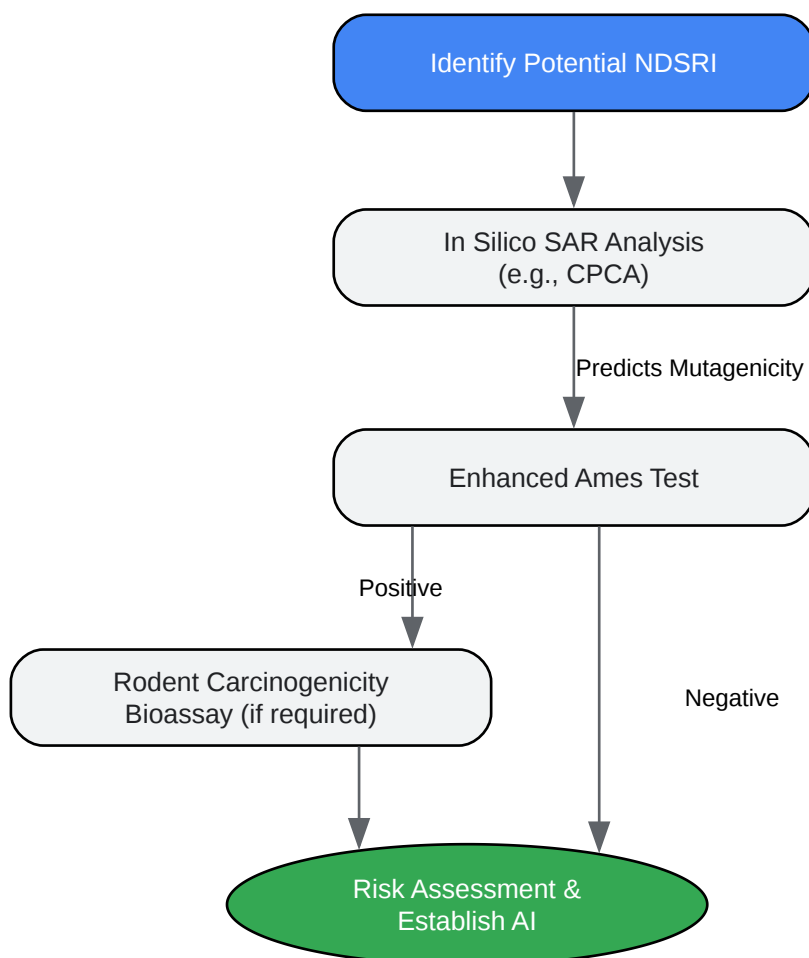 Identify Potential NDSRI
In Silico SAR Analysis
(e.g., CPCA)
Predicts Mutagenicity
Enhanced Ames Test
Positive
Rodent Carcinogenicity
Bioassay (if required)
Negative
Risk Assessment &
Establish AI